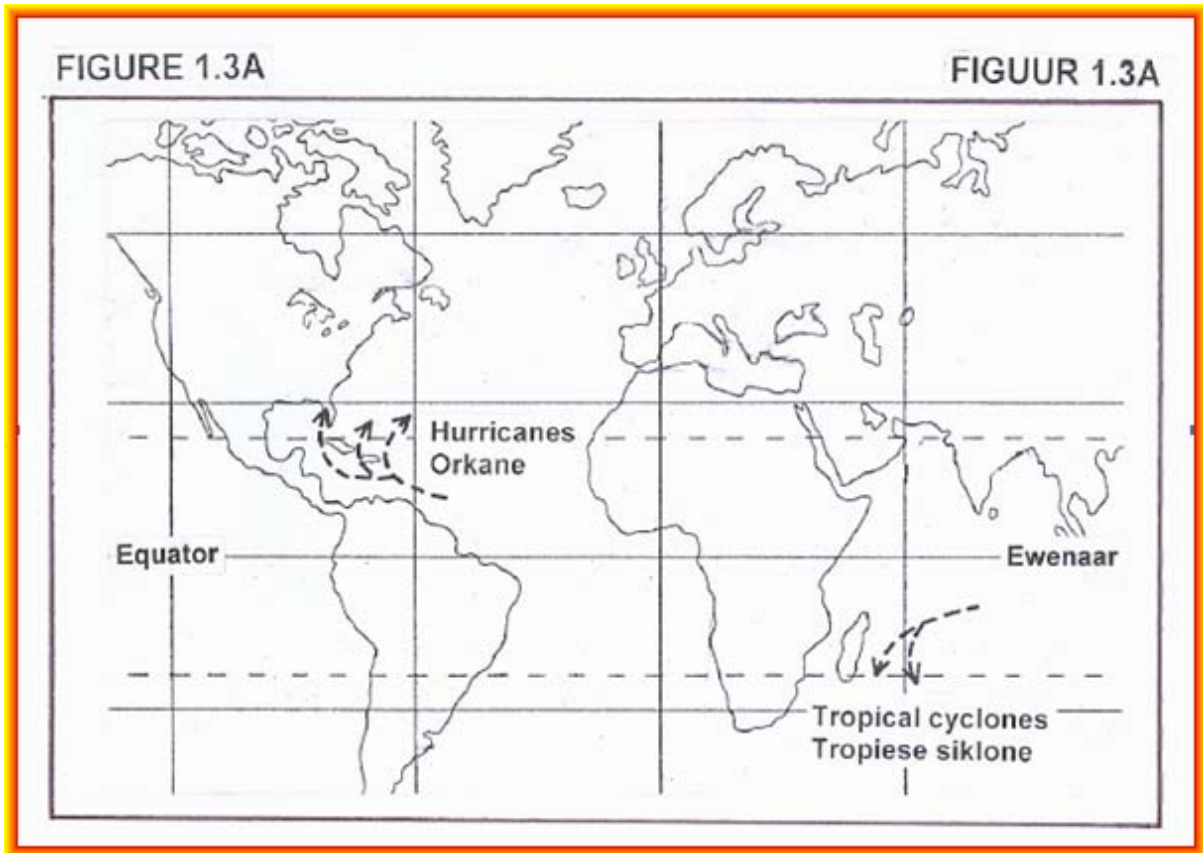 FIGURE 1.3A
FIGUUR 1.3A
Hurricanes
Orkane
Equator
Ewenaar
Tropical cyclones
Tropiese siklone